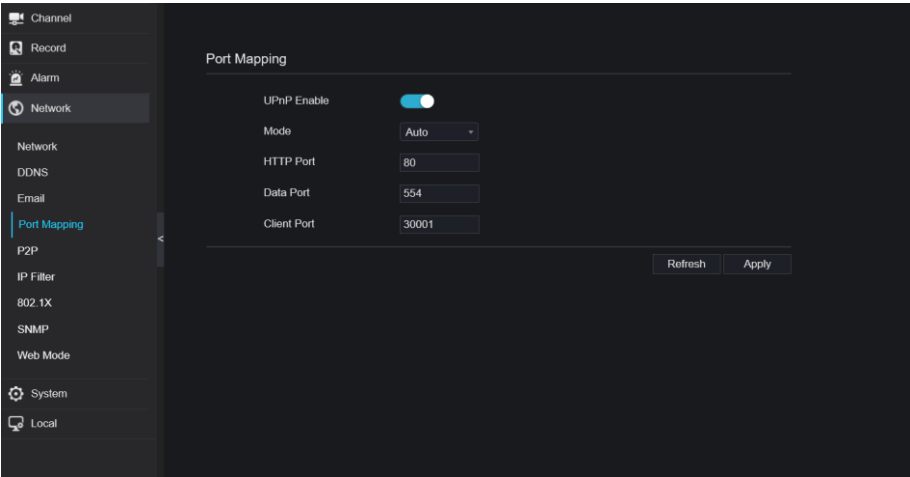 Channel
Record
Alarm
Network
Network
DDNS
Email
Port Mapping
P2P
IP Filter
802.1X
SNMP
Web Mode
System
Local
<
Port Mapping
UPnP Enable
Mode Auto
HTTP Port 80
Data Port 554
Client Port 30001
Refresh Apply